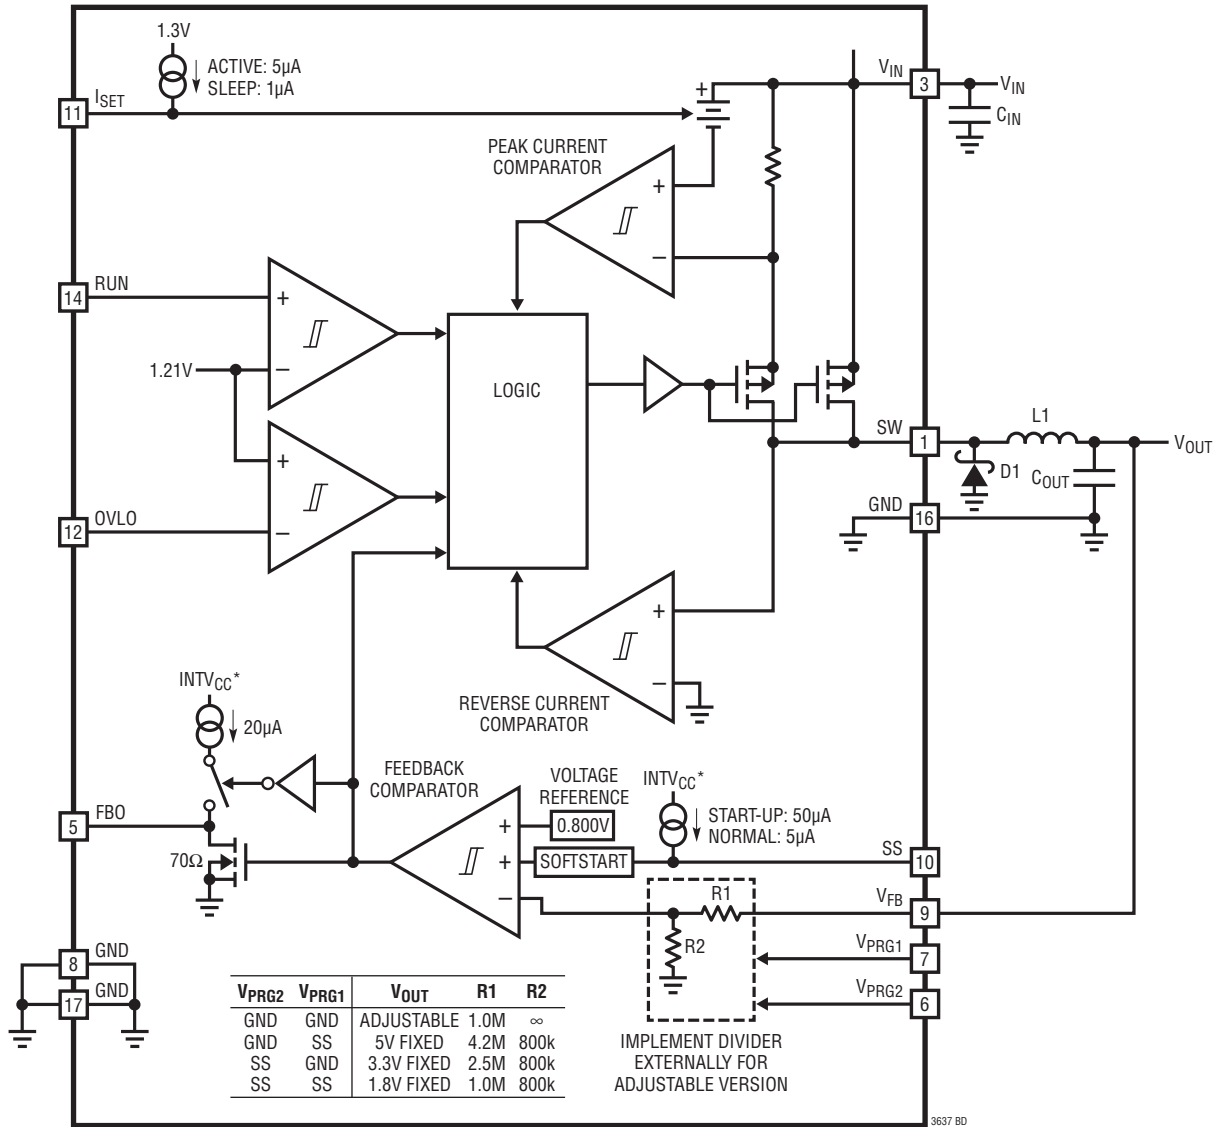 1.3V
ACTIVE: 5µA
SLEEP: 1µA
11
ISET
VIN
3
VIN
CIN
+
PEAK CURRENT
COMPARATOR
+
–
14
RUN
+
1.21V
–
LOGIC
+
12
OVLO
–
SW
1
L1
VOUT
D1
COUT
GND
16
+
–
REVERSE CURRENT
COMPARATOR
INTVCC*
20µA
FEEDBACK
COMPARATOR
VOLTAGE
REFERENCE
0.800V
INTVCC*
START-UP: 50µA
NORMAL: 5µA
5
FBO
70Ω
+
+
–
SOFTSTART
SS
10
R1
R2
VFB
9
VPRG1
7
VPRG2
6
8
GND
17
GND
VPRG2 VPRG1 VOUT R1 R2
GND GND ADJUSTABLE 1.0M ∞
GND SS 5V FIXED 4.2M 800k
SS GND 3.3V FIXED 2.5M 800k
SS SS 1.8V FIXED 1.0M 800k
IMPLEMENT DIVIDER
EXTERNALLY FOR
ADJUSTABLE VERSION
3637 BD